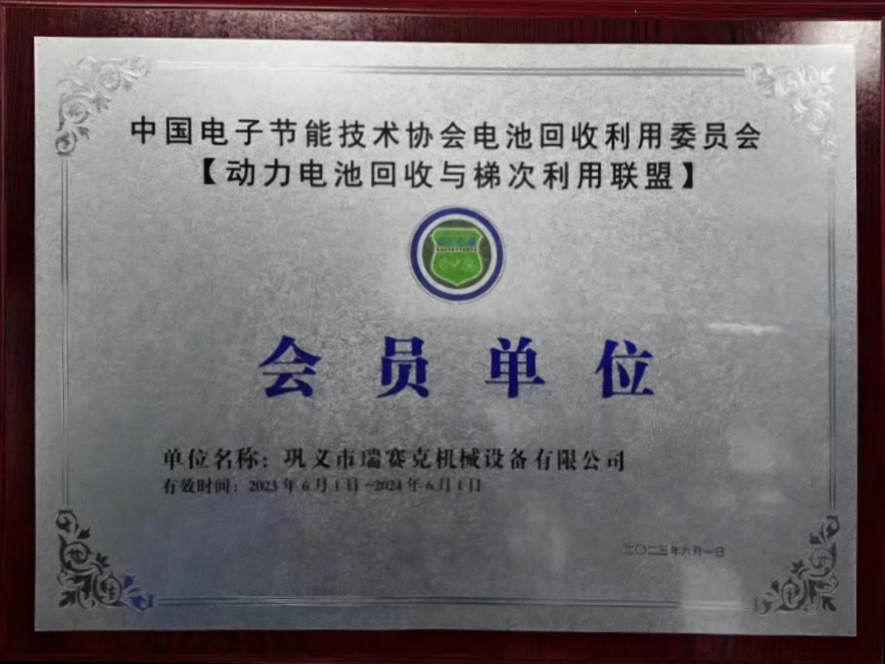 中国电子节能技术协会电池回收利用委员会
【动力电池回收与梯次利用联盟】
会员单位
单位名称：巩义市瑞赛克机械设备有限公司
有效时间：2023年6月1日-2024年6月1日
二〇二三年六月一日